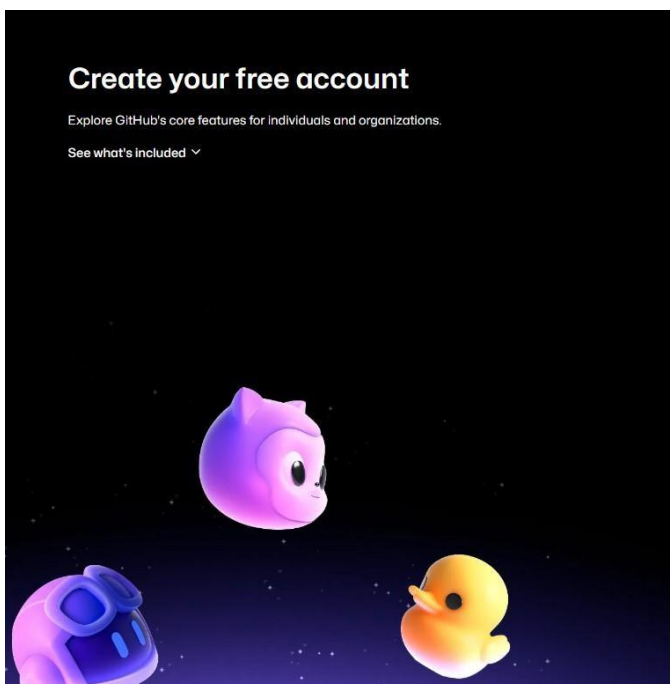 Create your free account
Explore GitHub's core features for individuals and organizations.
See what's included